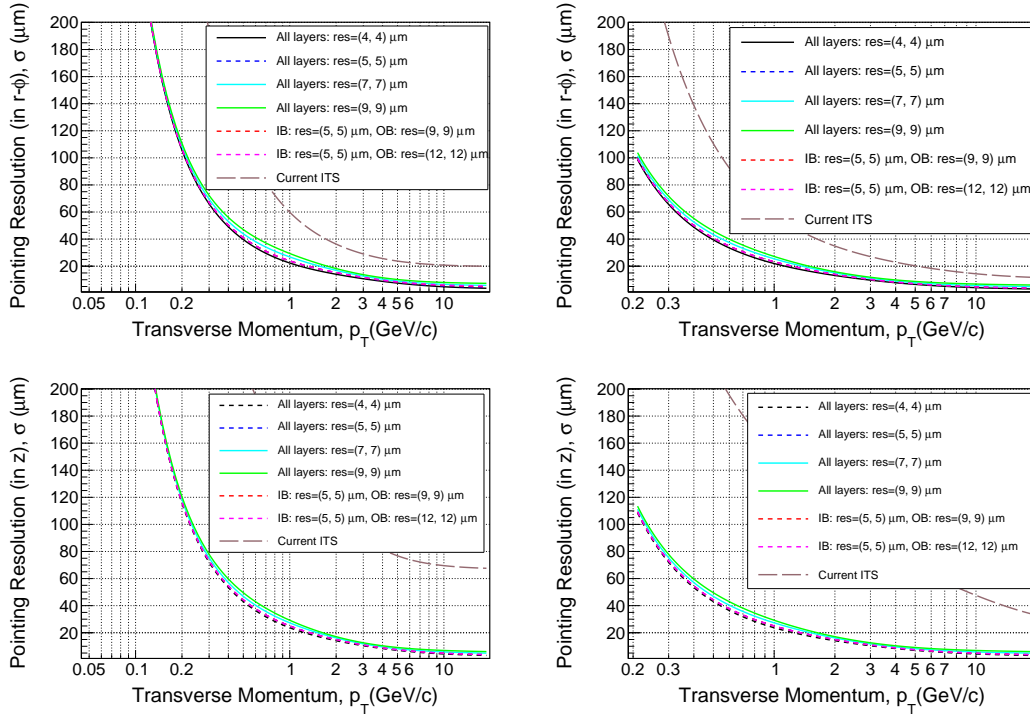 Pointing Resolution (in r-ϕ), σ (μm)
200
180
160
140
120
100
80
60
40
20
All layers: res=(4, 4) μm
All layers: res=(5, 5) μm
All layers: res=(7, 7) μm
All layers: res=(9, 9) μm
IB: res=(5, 5) μm, OB: res=(9, 9) μm
IB: res=(5, 5) μm, OB: res=(12, 12) μm
Current ITS
0.05 0.1 0.2 1 2 3 4 5 6 10
Transverse Momentum, pT(GeV/c)
Pointing Resolution (in r-ϕ), σ (μm)
200
180
160
140
120
100
80
60
40
20
All layers: res=(4, 4) μm
All layers: res=(5, 5) μm
All layers: res=(7, 7) μm
All layers: res=(9, 9) μm
IB: res=(5, 5) μm, OB: res=(9, 9) μm
IB: res=(5, 5) μm, OB: res=(12, 12) μm
Current ITS
0.2 0.3 1 2 3 4 5 6 7 10
Transverse Momentum, pT(GeV/c)
Pointing Resolution (in z), σ (μm)
200
180
160
140
120
100
80
60
40
20
All layers: res=(4, 4) μm
All layers: res=(5, 5) μm
All layers: res=(7, 7) μm
All layers: res=(9, 9) μm
IB: res=(5, 5) μm, OB: res=(9, 9) μm
IB: res=(5, 5) μm, OB: res=(12, 12) μm
Current ITS
0.05 0.1 0.2 1 2 3 4 5 6 10
Transverse Momentum, pT(GeV/c)
Pointing Resolution (in z), σ (μm)
200
180
160
140
120
100
80
60
40
20
All layers: res=(4, 4) μm
All layers: res=(5, 5) μm
All layers: res=(7, 7) μm
All layers: res=(9, 9) μm
IB: res=(5, 5) μm, OB: res=(9, 9) μm
IB: res=(5, 5) μm, OB: res=(12, 12) μm
Current ITS
0.2 0.3 1 2 3 4 5 6 7 10
Transverse Momentum, pT(GeV/c)